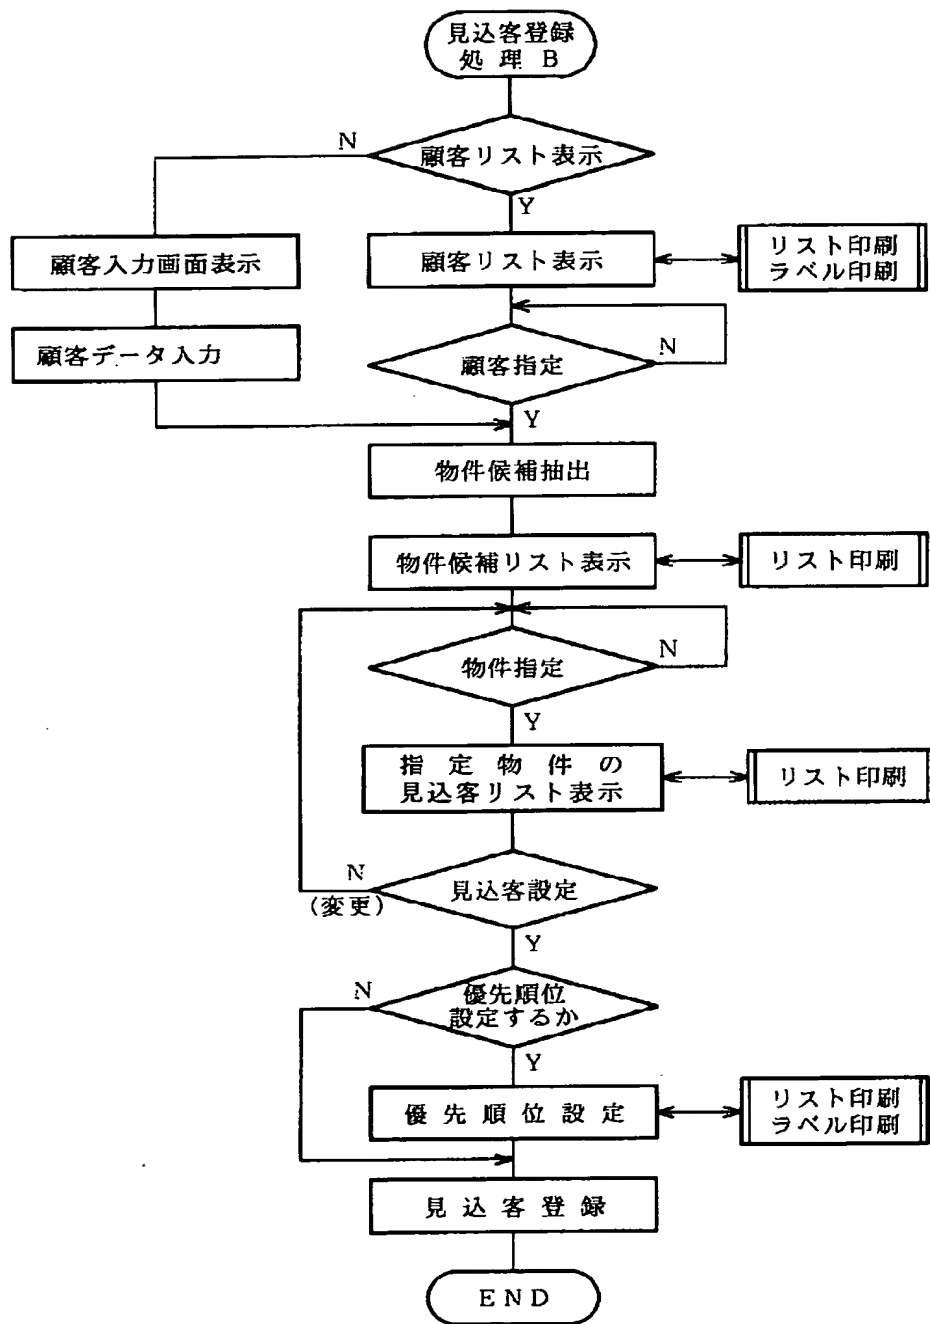 見込客登録
処理 B
N
顧客リスト表示
Y
顧客入力画面表示
顧客リスト表示
リスト印刷
ラベル印刷
顧客データ入力
顧客指定
N
Y
物件候補抽出
物件候補リスト表示
リスト印刷
物件指定
N
Y
指定物件の
見込客リスト表示
リスト印刷
N
(変更)
見込客設定
Y
N
優先順位
設定するか
Y
優先順位設定
リスト印刷
ラベル印刷
見込客登録
END